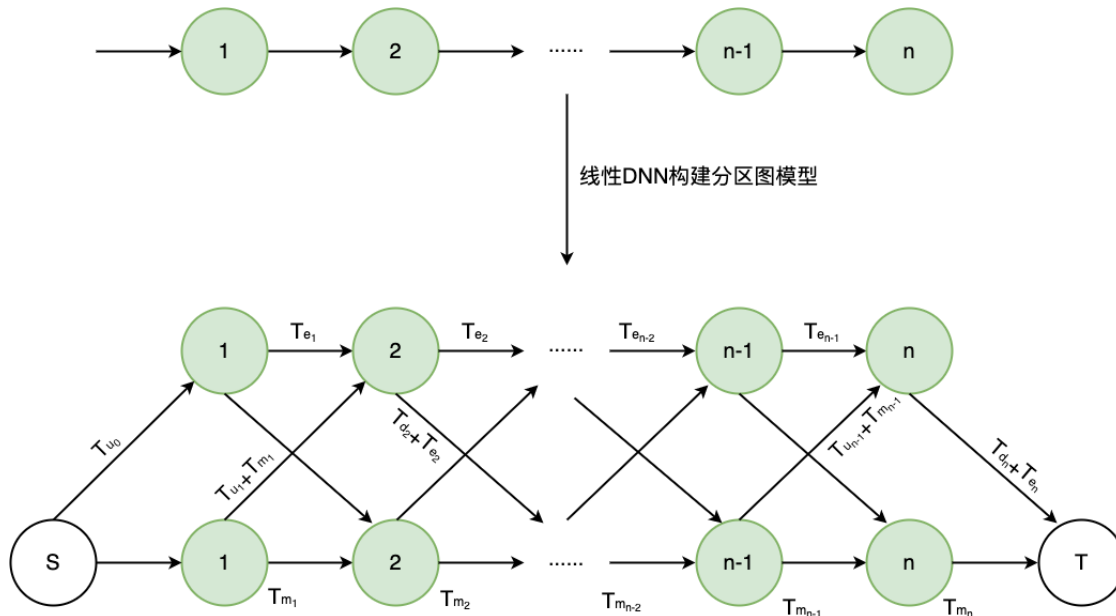 1 2 ...... n-1 n
线性DNN构建分区图模型
T_{e_1} T_{e_2} T_{e_{n-2}} T_{e_{n-1}}
1 2 ...... n-1 n
T_{u_0}
T_{u_1}+T_{m_1}
T_{d_2}+T_{e_2}
T_{u_{n-1}}+T_{m_{n-1}}
T_{d_n}+T_{e_n}
S 1 2 ...... n-1 n T
T_{m_1} T_{m_2} T_{m_{n-2}} T_{m_{n-1}} T_{m_n}